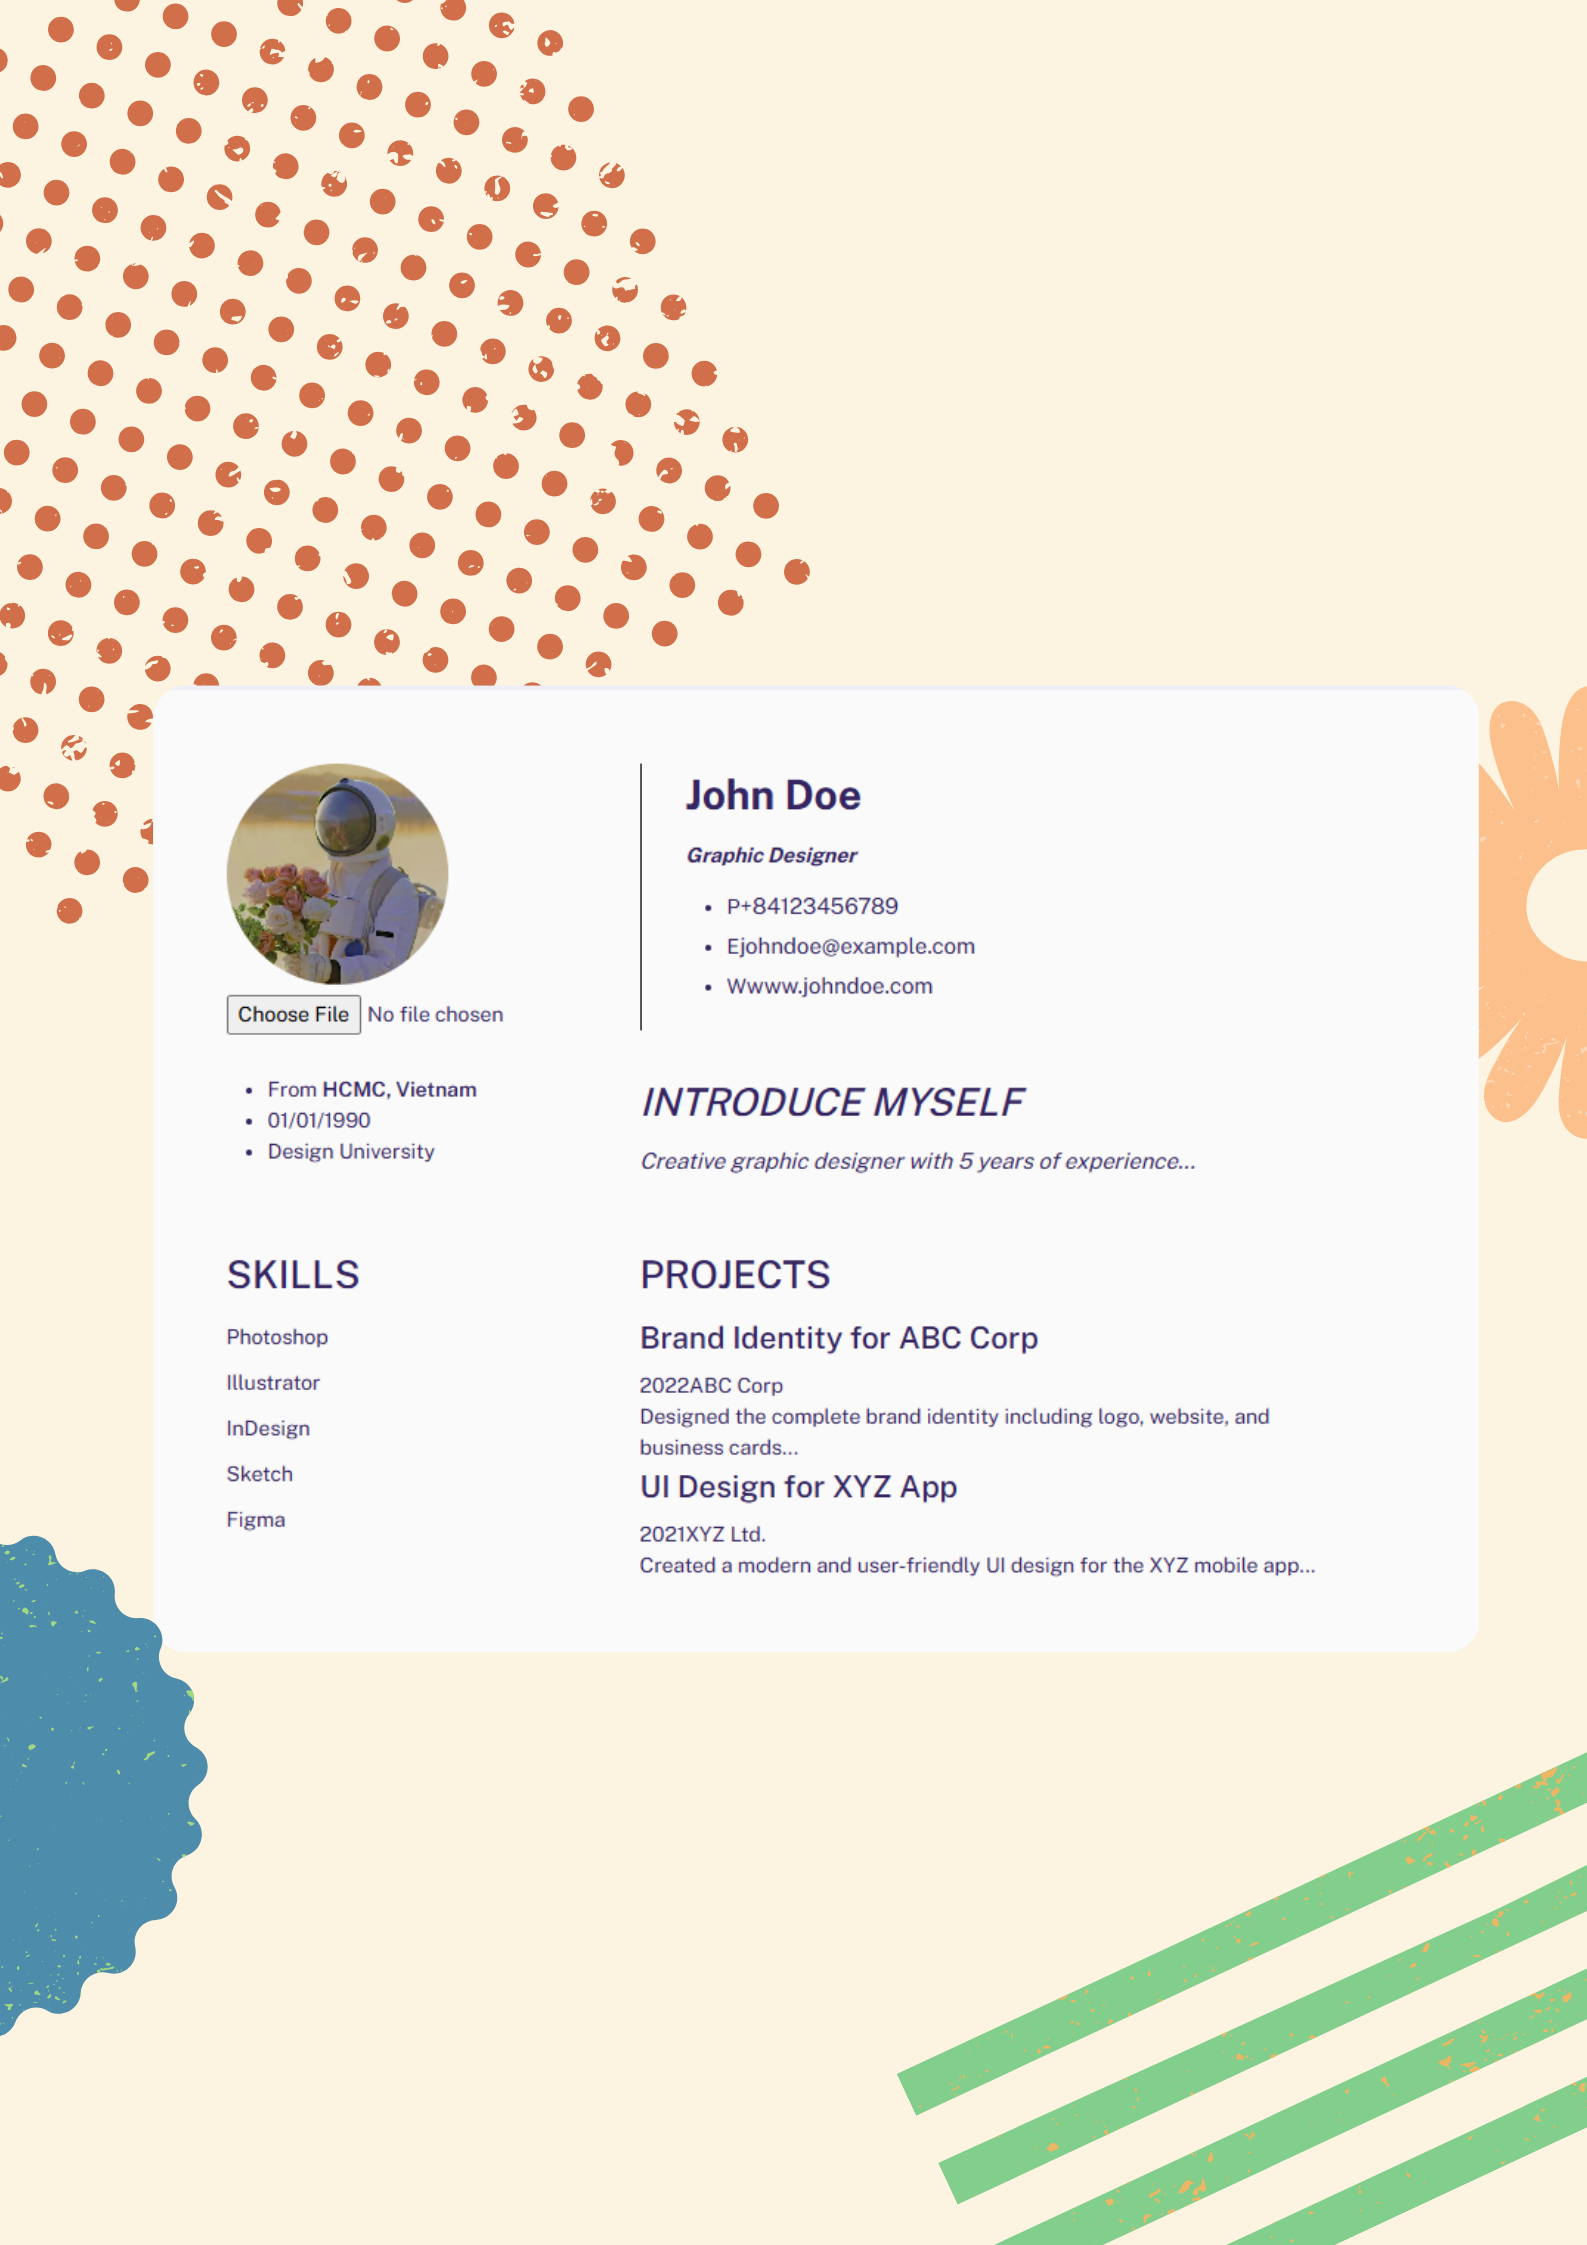 John Doe
Graphic Designer
P+84123456789
Ejohndoe@example.com
Wwww.johndoe.com
Choose File No file chosen
From HCMC, Vietnam
01/01/1990
Design University
INTRODUCE MYSELF
Creative graphic designer with 5 years of experience...
SKILLS
Photoshop
Illustrator
InDesign
Sketch
Figma
PROJECTS
Brand Identity for ABC Corp
2022ABC Corp
Designed the complete brand identity including logo, website, and
business cards...
UI Design for XYZ App
2021XYZ Ltd.
Created a modern and user-friendly UI design for the XYZ mobile app...